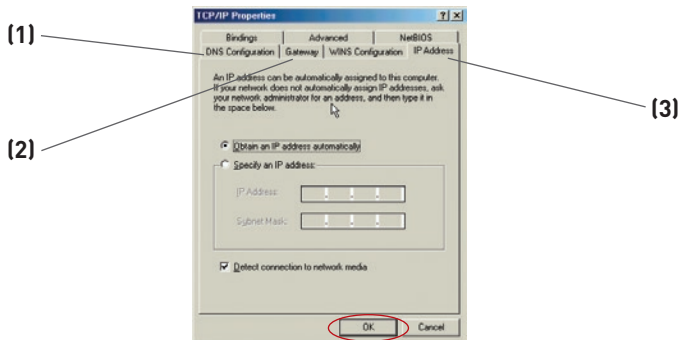 TCP/IP Properties
(1)
Bindings Advanced NetBIOS
DNS Configuration Gateway WINS Configuration IP Address
An IP address can be automatically assigned to this computer.
If your network does not automatically assign IP addresses, ask
your network administrator for an address, and then type it in
the space below.
(3)
(2)
Obtain an IP address automatically
Specify an IP address:
IP Address:
Subnet Mask:
Detect connection to network media
OK Cancel